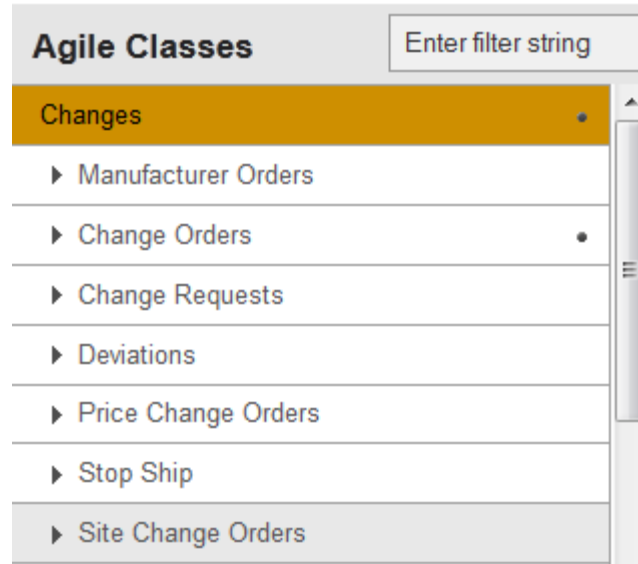 Agile Classes
Enter filter string
Changes
Manufacturer Orders
Change Orders
Change Requests
Deviations
Price Change Orders
Stop Ship
Site Change Orders